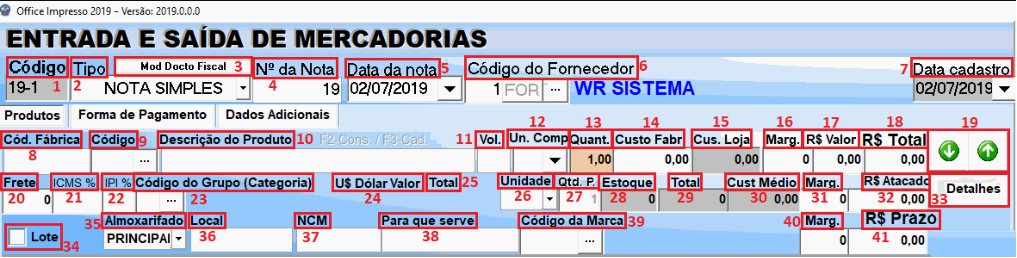 Office Impresso 2019 - Versão: 2019.0.0.0
ENTRADA E SAÍDA DE MERCADORIAS
Código Tipo Mod Docto Fiscal 3 Nº da Nota Data da nota 5 Código do Fornecedor 6 7 Data cadastro
19-1 1 2 NOTA SIMPLES 4 19 02/07/2019 1 FOR ... WR SISTEMA 02/07/2019
Produtos Forma de Pagamento Dados Adicionais
12 13 14 15 16 17 18 19
Cód. Fábrica Código 9 Descrição do Produto 10 F2-Cons. / F3-Cad. 11 Vol. Un. Comp Quant. Custo Fabr Cus. Loja Marg. R$ Valor R$ Total
8 ... 1,00 0,00 0,00 0 0,00 0,00
Frete ICMS % IPI % Código do Grupo (Categoria) U$ Dólar Valor Total 25 Unidade Qtd. P. Estoque Total Cust Médio Marg. R$ Atacado Detalhes
20 0 21 22 ... 23 24 26 27 1 28 0 29 0 30 0,00 31 0 32 0,00 33
35 Almoxarifado Local NCM Para que serve Código da Marca 39 40 Marg. R$ Prazo
Lote 34 PRINCIPAI 36 37 38 ... 0 41 0,00